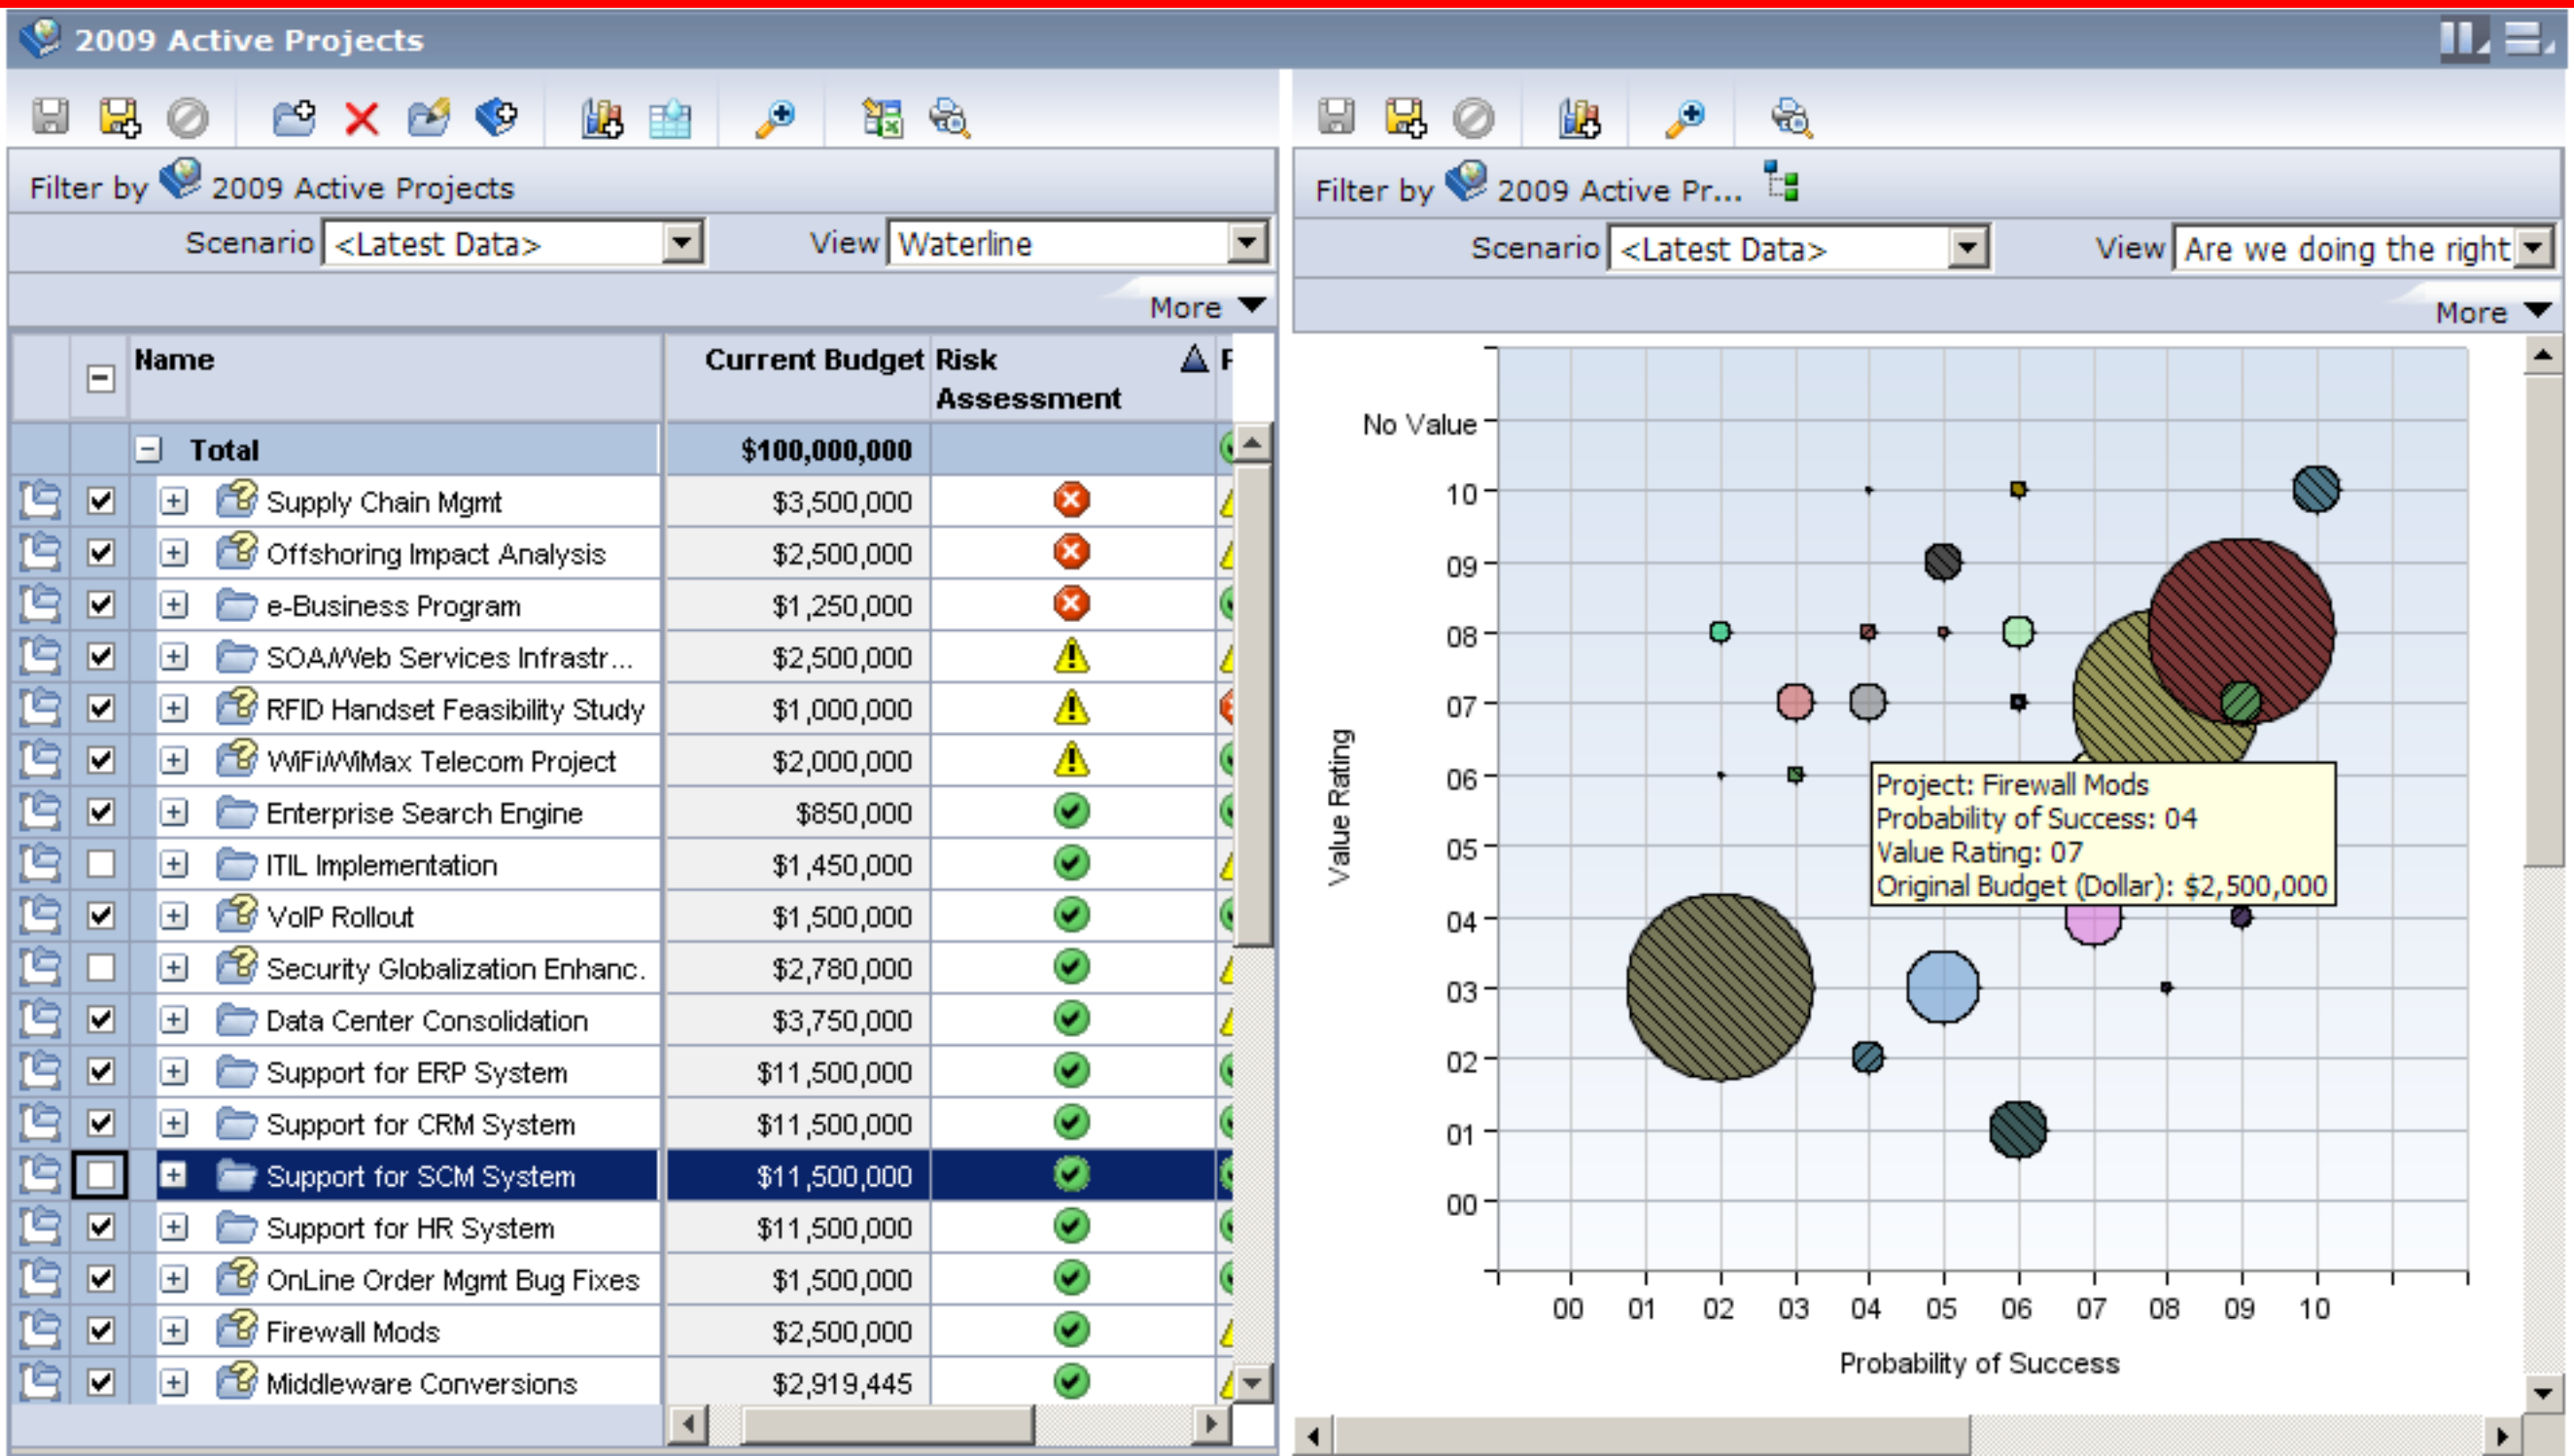 2009 Active Projects
Filter by 2009 Active Projects
Scenario <Latest Data> View Waterline
More
Name Current Budget Risk Assessment
Total $100,000,000
Supply Chain Mgmt $3,500,000
Offshoring Impact Analysis $2,500,000
e-Business Program $1,250,000
SOA/Web Services Infrastr... $2,500,000
RFID Handset Feasibility Study $1,000,000
WiFi/WiMax Telecom Project $2,000,000
Enterprise Search Engine $850,000
ITIL Implementation $1,450,000
VoIP Rollout $1,500,000
Security Globalization Enhanc. $2,780,000
Data Center Consolidation $3,750,000
Support for ERP System $11,500,000
Support for CRM System $11,500,000
Support for SCM System $11,500,000
Support for HR System $11,500,000
OnLine Order Mgmt Bug Fixes $1,500,000
Firewall Mods $2,500,000
Middleware Conversions $2,919,445
Filter by 2009 Active Pr...
Scenario <Latest Data> View Are we doing the right
More
No Value
10
09
08
07
06
05
04
03
02
01
00
Value Rating
Project: Firewall Mods
Probability of Success: 04
Value Rating: 07
Original Budget (Dollar): $2,500,000
00 01 02 03 04 05 06 07 08 09 10
Probability of Success